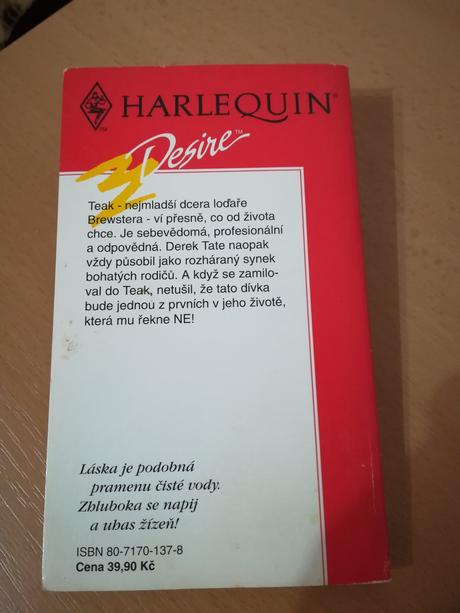 HARLEQUIN®
TM
Desire™
Teak - nejmladší dcera loďaře
Brewstera - ví přesně, co od života
chce. Je sebevědomá, profesionální
a odpovědná. Derek Tate naopak
vždy působil jako rozháraný synek
bohatých rodičů. A když se zamilo-
val do Teak, netušil, že tato dívka
bude jednou z prvních v jeho životě,
která mu řekne NE!
Láska je podobná
pramenu čisté vody.
Zhluboka se napij
a uhas žízeň!
ISBN 80-7170-137-8
Cena 39,90 Kč